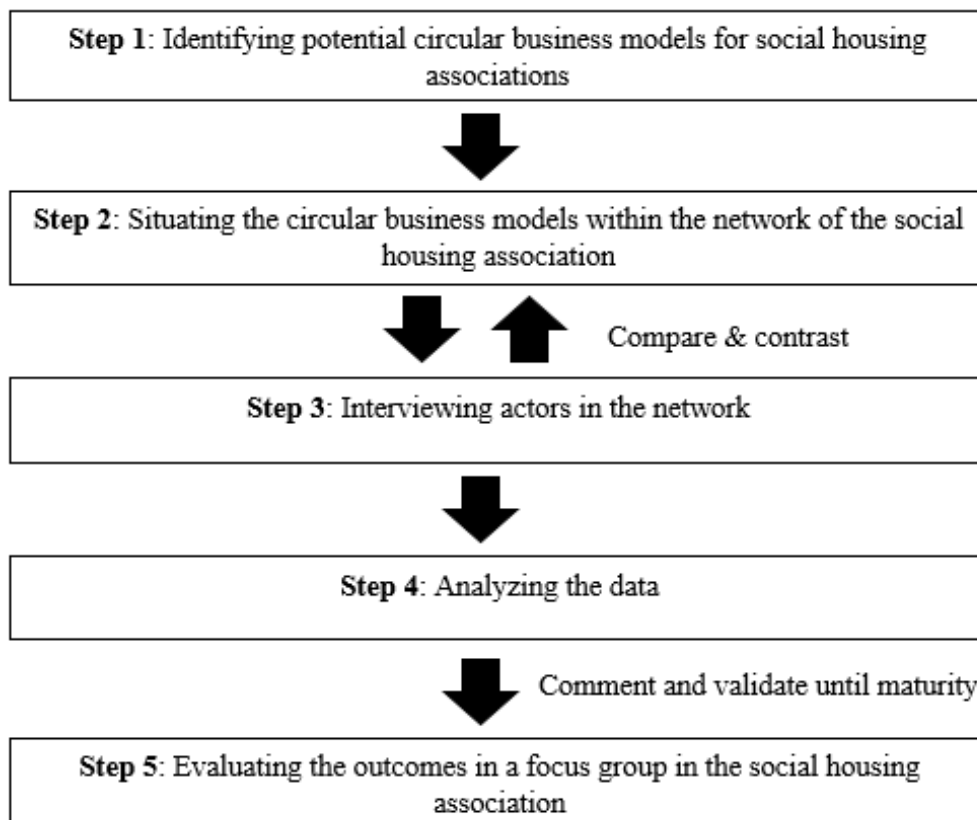 Step 1: Identifying potential circular business models for social housing
associations
Step 2: Situating the circular business models within the network of the social
housing association
Compare & contrast
Step 3: Interviewing actors in the network
Step 4: Analyzing the data
Comment and validate until maturity
Step 5: Evaluating the outcomes in a focus group in the social housing
association